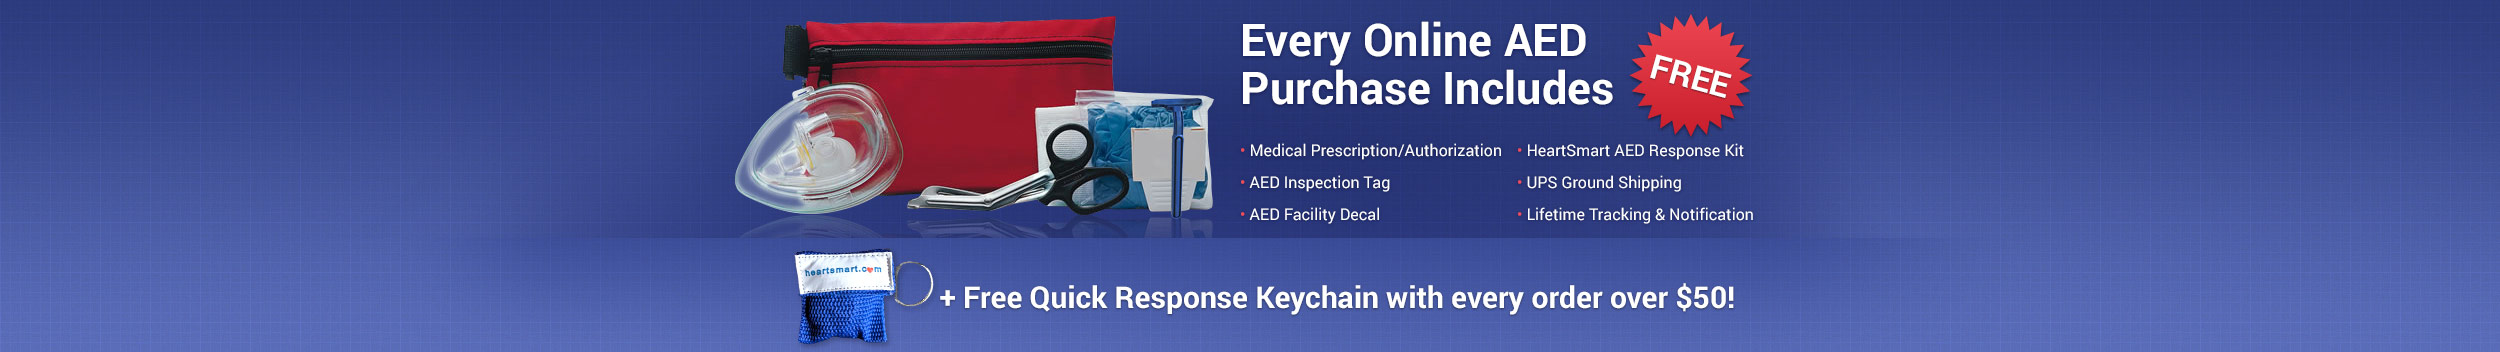 Every Online AED
Purchase Includes
FREE
• Medical Prescription/Authorization
• AED Inspection Tag
• AED Facility Decal
• HeartSmart AED Response Kit
• UPS Ground Shipping
• Lifetime Tracking & Notification
heartsmart.c❤m
+ Free Quick Response Keychain with every order over $50!